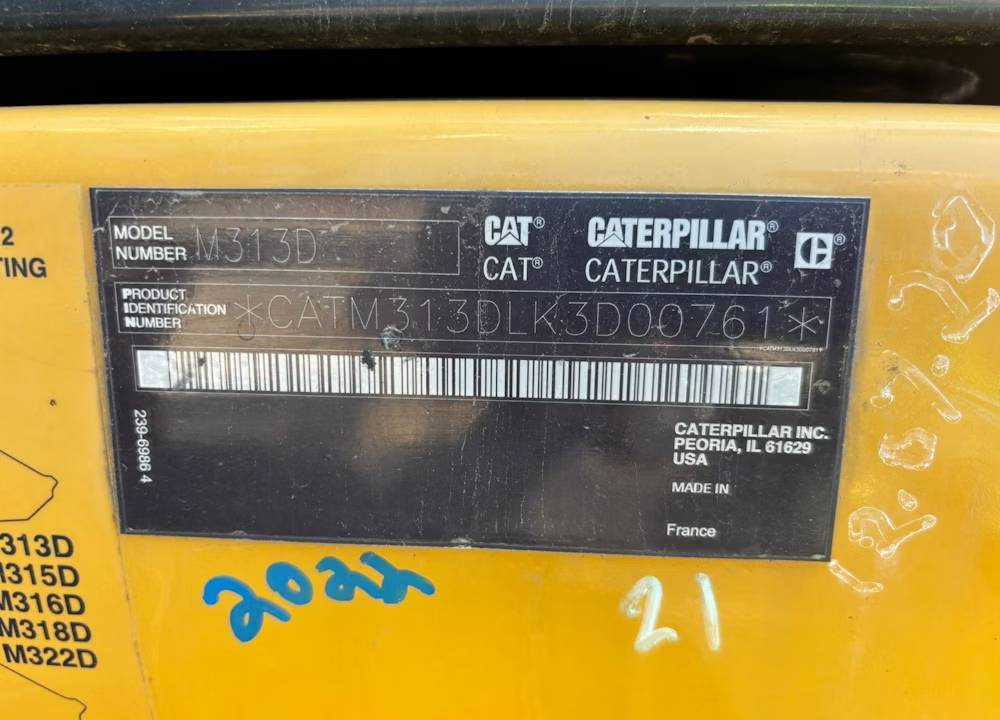 2
TING
MODEL
NUMBER M313D
CAT® CATERPILLAR®
CAT® CATERPILLAR®
PRODUCT
IDENTIFICATION
NUMBER
*CATM313DLK3D00761*
239-6986 4
CATERPILLAR INC.
PEORIA, IL 61629
USA
MADE IN
France
313D
M315D
M316D
M318D
M322D
2022
21